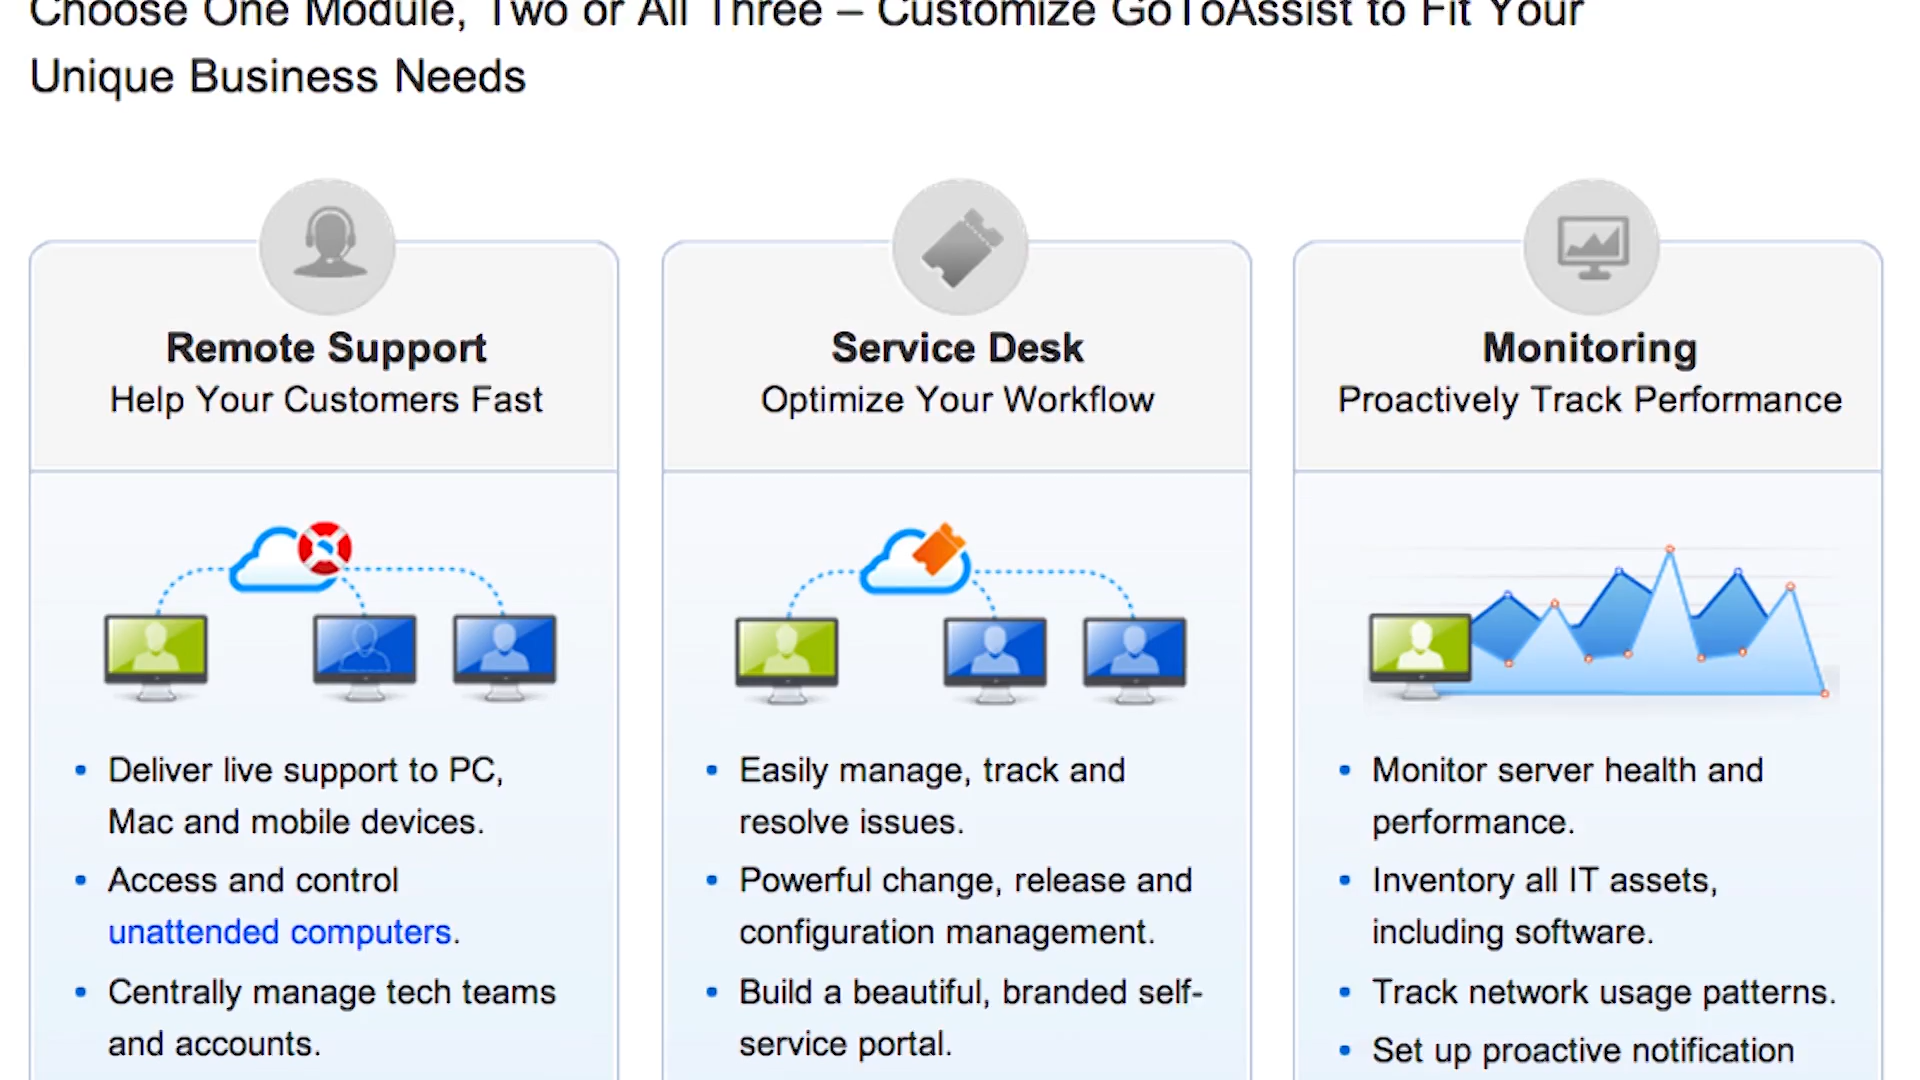 Choose One Module, Two or All Three – Customize GoToAssist to Fit Your
Unique Business Needs
Remote Support
Help Your Customers Fast
Deliver live support to PC,
Mac and mobile devices.
Access and control
unattended computers.
Centrally manage tech teams
and accounts.
Service Desk
Optimize Your Workflow
Easily manage, track and
resolve issues.
Powerful change, release and
configuration management.
Build a beautiful, branded self-
service portal.
Monitoring
Proactively Track Performance
Monitor server health and
performance.
Inventory all IT assets,
including software.
Track network usage patterns.
Set up proactive notification